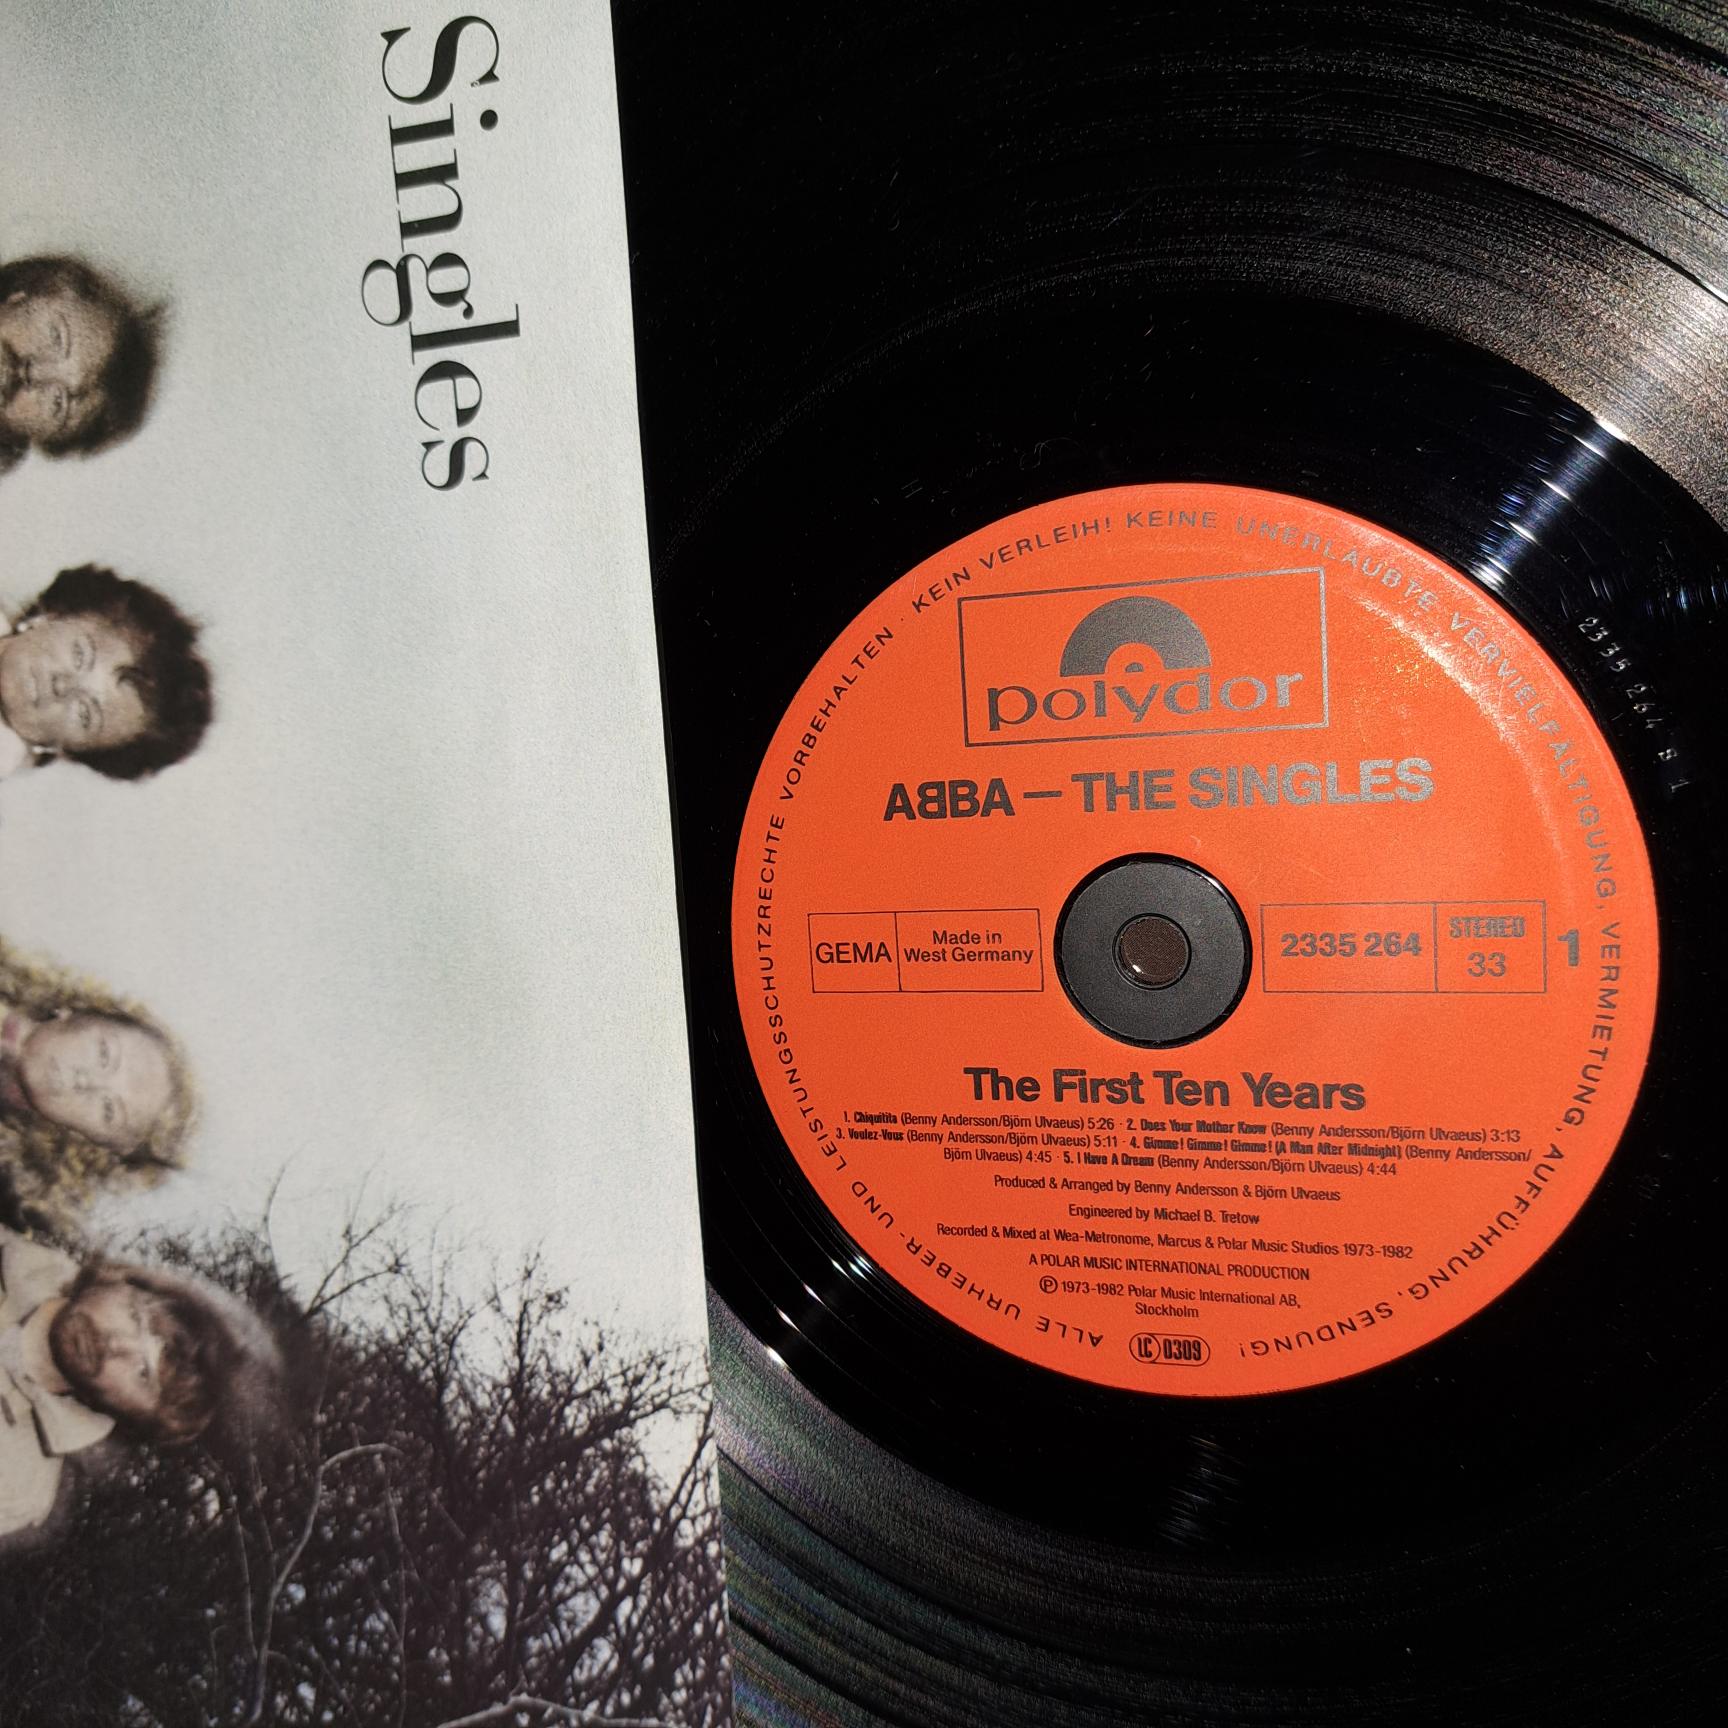 Singles
KEIN VERLEIH! KEINE UNERLAUBTE VERVIELFÄLTIGUNG, VERMIETUNG, AUFFÜHRUNG, SENDUNG!
ALLE URHEBER- UND LEISTUNGSSCHUTZRECHTE VORBEHALTEN ·
polydor
ABBA – THE SINGLES
GEMA
Made in
West Germany
2335 264
STEREO
33
1
The First Ten Years
1. Chiquitita (Benny Andersson/Björn Ulvaeus) 5:26 · 2. Does Your Mother Know (Benny Andersson/Björn Ulvaeus) 3:13
3. Voulez-Vous (Benny Andersson/Björn Ulvaeus) 5:11 · 4. Gimme! Gimme! Gimme! (A Man After Midnight) (Benny Andersson/
Björn Ulvaeus) 4:45 · 5. I Have A Dream (Benny Andersson/Björn Ulvaeus) 4:44
Produced & Arranged by Benny Andersson & Björn Ulvaeus
Engineered by Michael B. Tretow
Recorded & Mixed at Wea-Metronome, Marcus & Polar Music Studios 1973-1982
A POLAR MUSIC INTERNATIONAL PRODUCTION
Ⓟ 1973-1982 Polar Music International AB,
Stockholm
LC 0309
2335 264 S 1